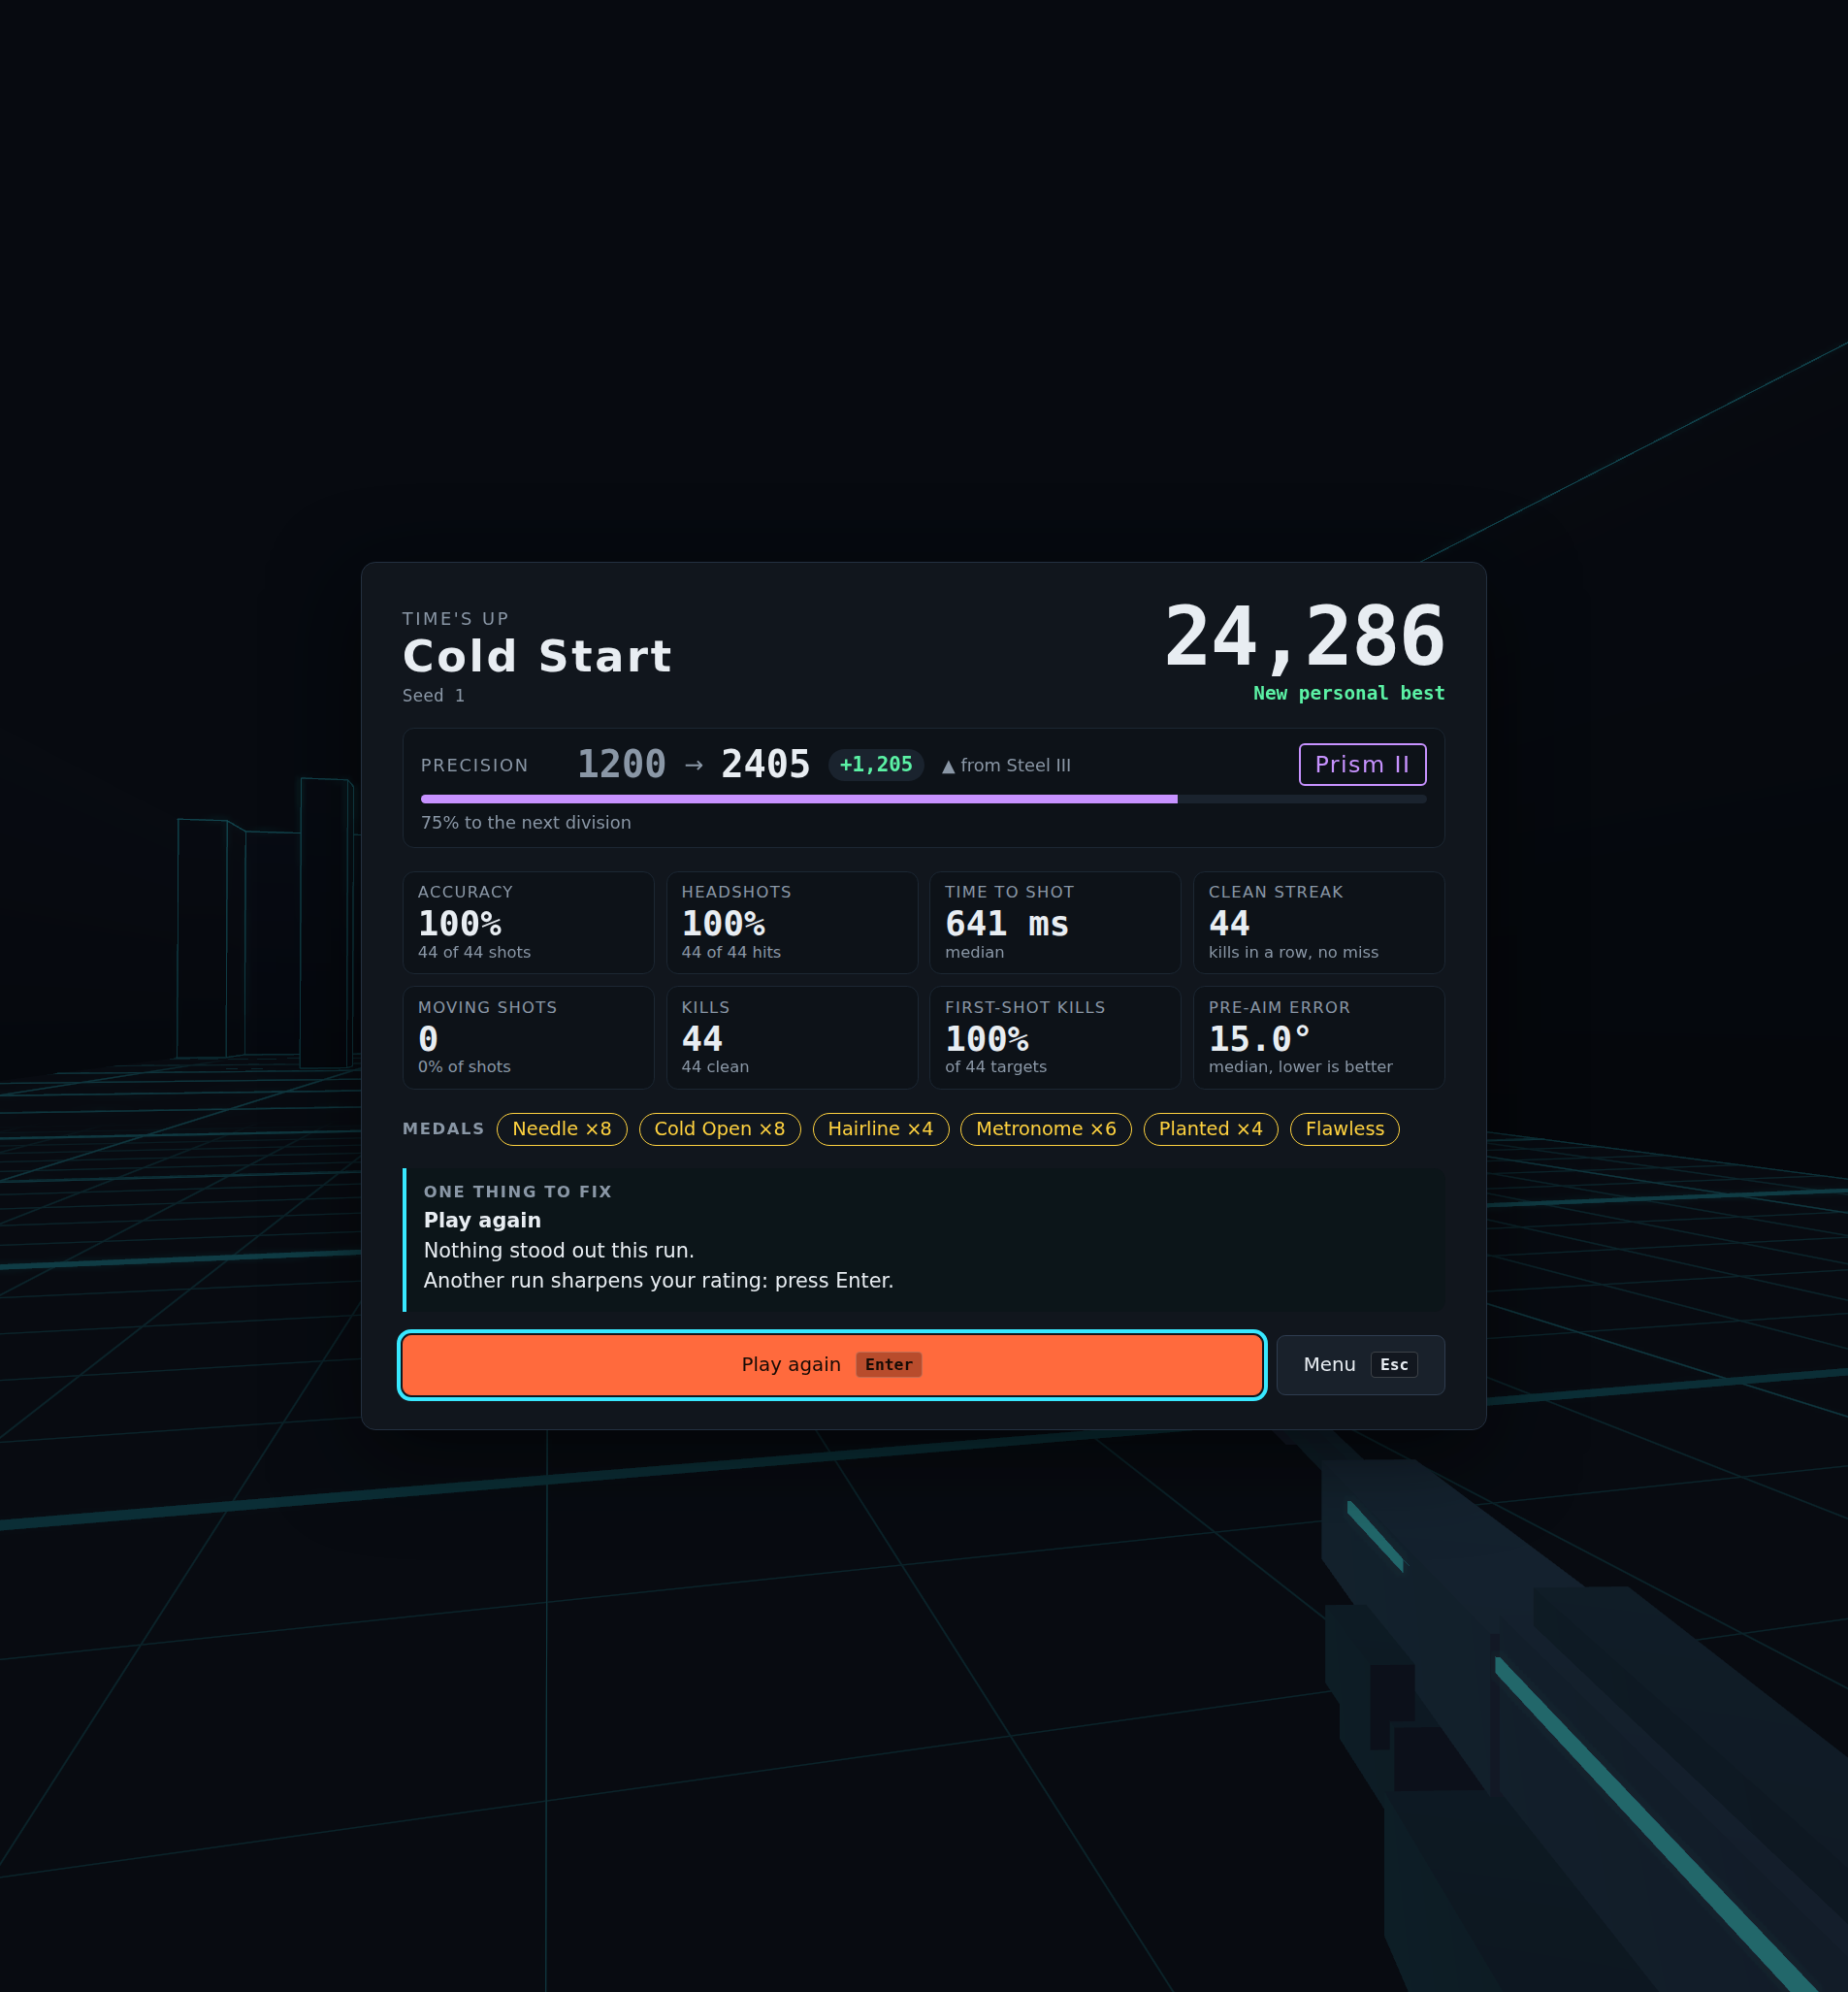 TIME'S UP
Cold Start
Seed 1
24,286
New personal best
PRECISION 1200 → 2405 +1,205 ▲ from Steel III Prism II
75% to the next division
ACCURACY
100%
44 of 44 shots
HEADSHOTS
100%
44 of 44 hits
TIME TO SHOT
641 ms
median
CLEAN STREAK
44
kills in a row, no miss
MOVING SHOTS
0
0% of shots
KILLS
44
44 clean
FIRST-SHOT KILLS
100%
of 44 targets
PRE-AIM ERROR
15.0°
median, lower is better
MEDALS Needle ×8 Cold Open ×8 Hairline ×4 Metronome ×6 Planted ×4 Flawless
ONE THING TO FIX
Play again
Nothing stood out this run.
Another run sharpens your rating: press Enter.
Play again Enter
Menu Esc